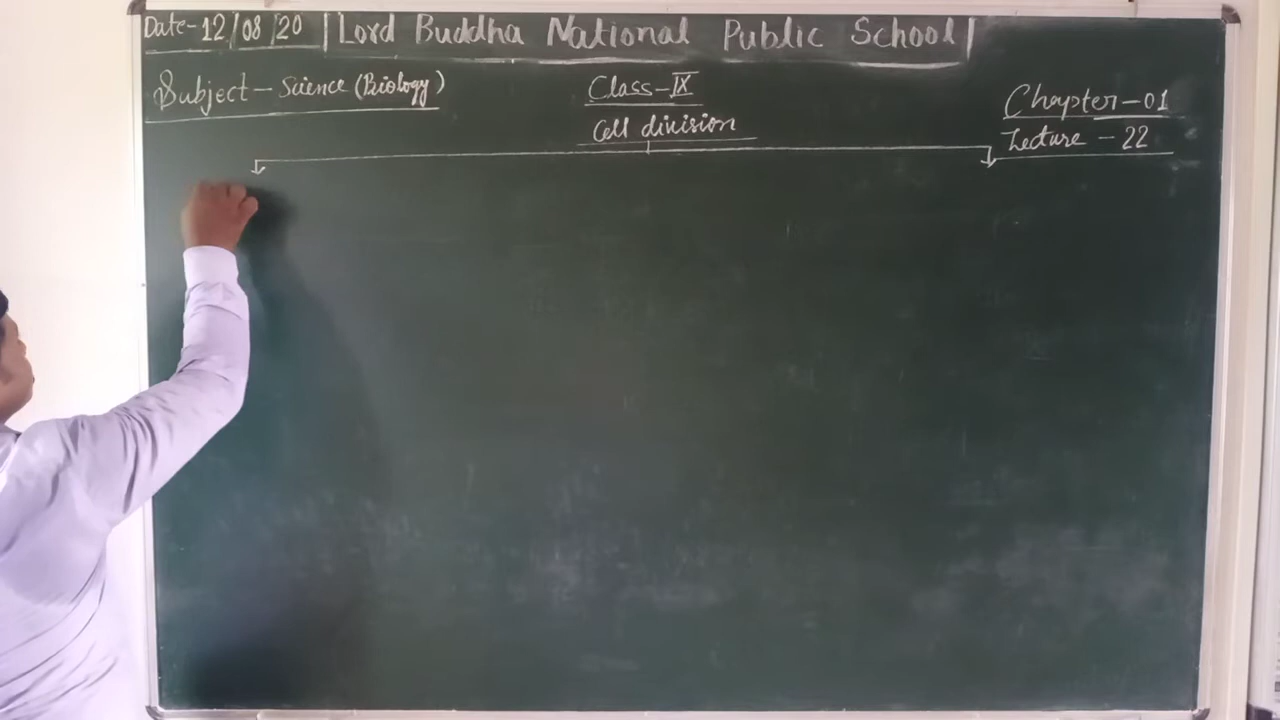 Date-12/08/20 | Lord Buddha National Public School |
Subject - Science (Biology)
Class-IX
Chapter-01
Cell division
Lecture - 22